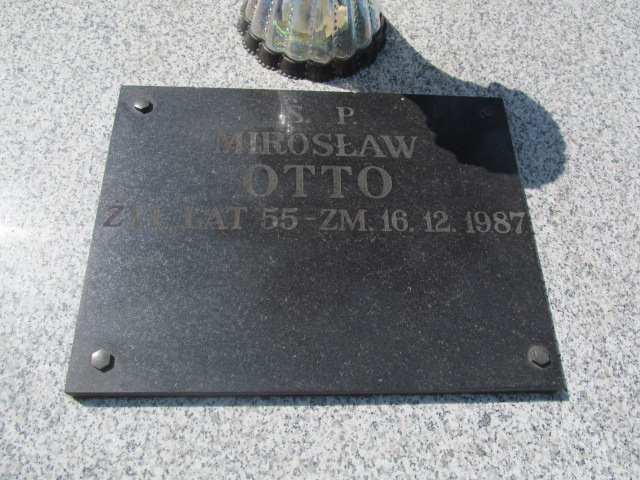 Ś. P.
MIROSŁAW
OTTO
ŻYŁ LAT 55 - ZM. 16. 12. 1987